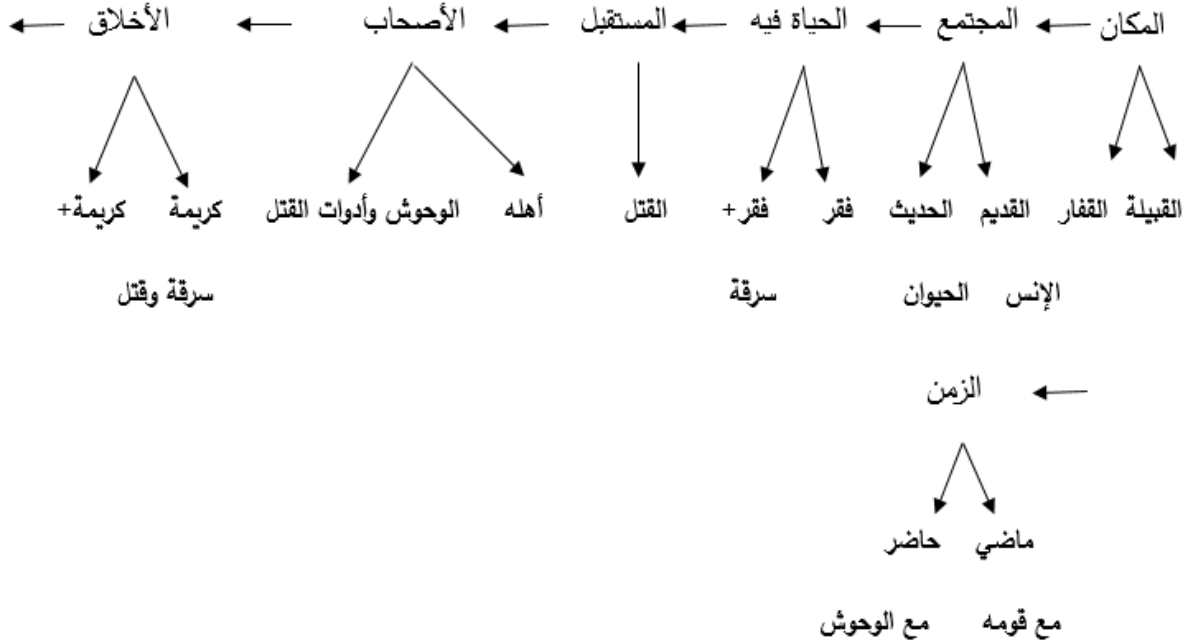 المكان المجتمع الحياة فيه المستقبل الأصحاب الأخلاق
القبيلة القفار القديم الحديث فقر فقر+ القتل أهله الوحوش وأدوات القتل كريمة كريمة+
الإنس الحيوان سرقة سرقة وقتل
الزمن
ماضي حاضر
مع قومه مع الوحوش